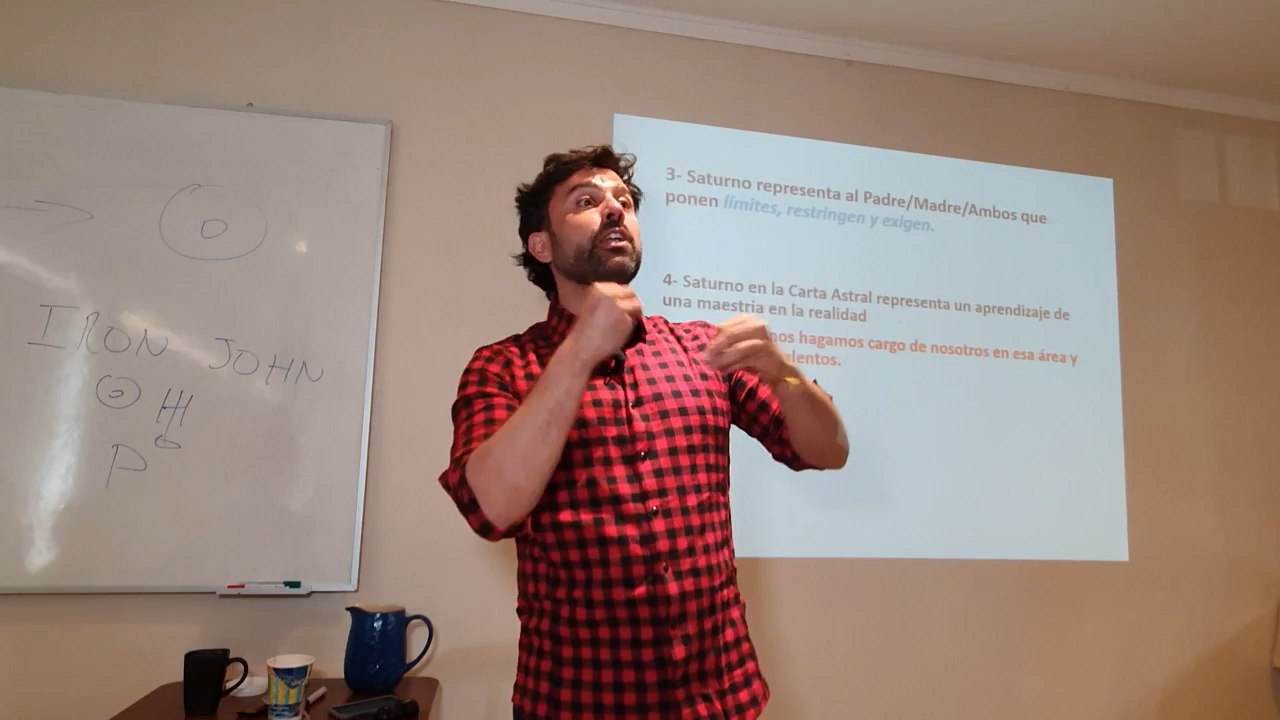 IRON JOHN
P
3- Saturno representa al Padre/Madre/Ambos que
ponen límites, restringen y exigen.
4- Saturno en la Carta Astral representa un aprendizaje de
una maestría en la realidad
nos hagamos cargo de nosotros en esa área y